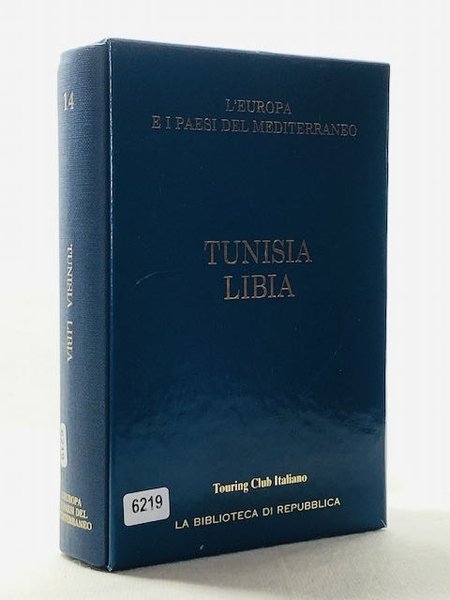 14
TUNISIA LIBIA
6219
L'EUROPA
E I PAESI DEL
MEDITERRANEO
L'EUROPA
E I PAESI DEL MEDITERRANEO
TUNISIA
LIBIA
Touring Club Italiano
6219
LA BIBLIOTECA DI REPUBBLICA